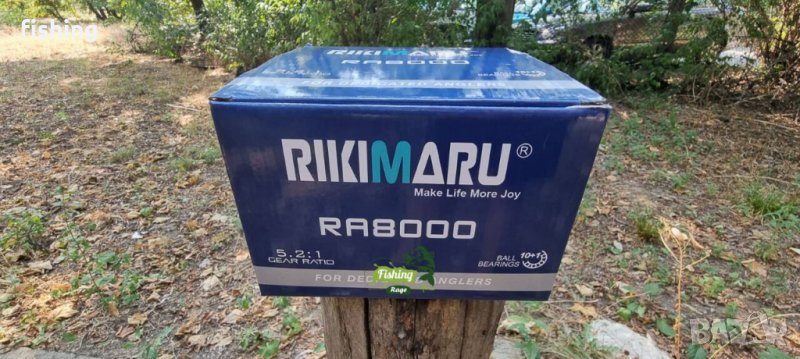 fishing
RIKIMARU
RA8000
RIKIMARU®
Make Life More Joy
RA8000
5.2:1
GEAR RATIO
BALL
BEARINGS
10+1
FOR
Fishing
Rage
ANGLERS
BAZAR